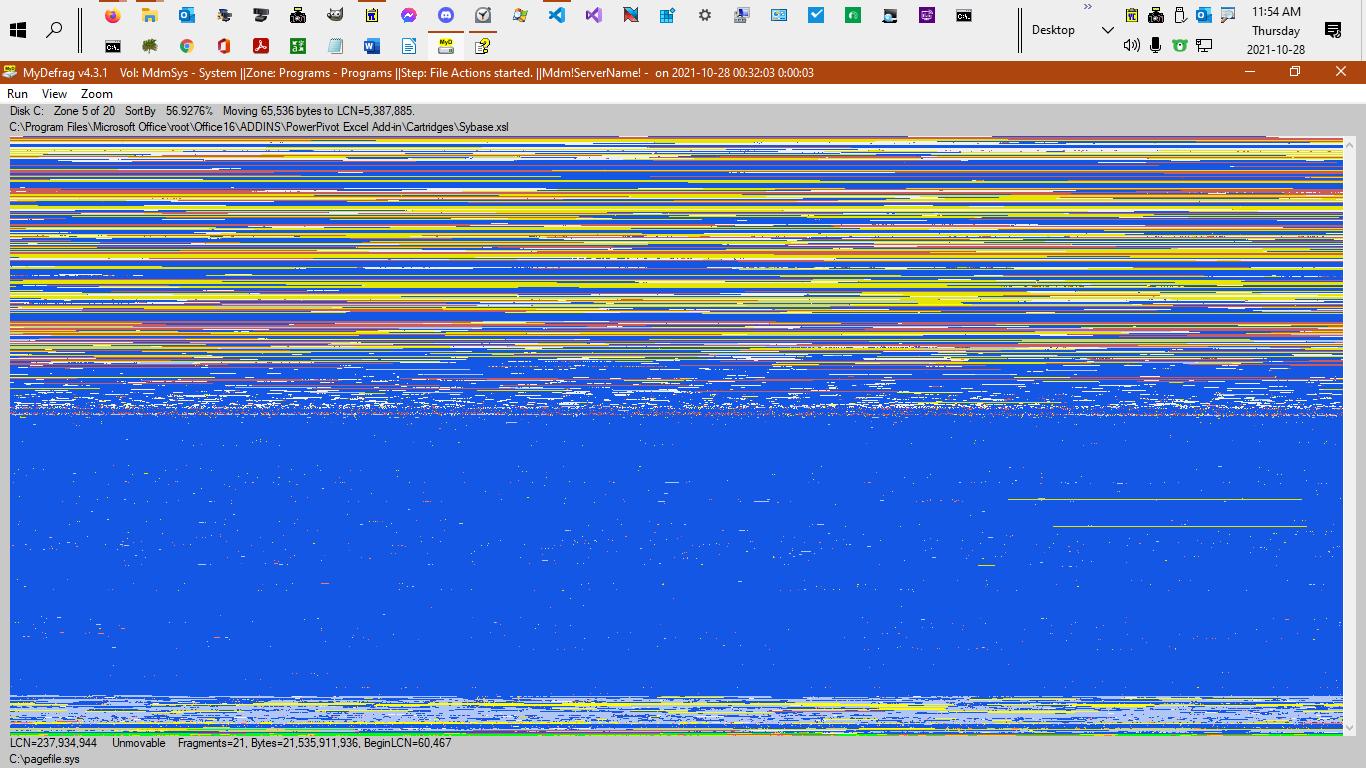 11:54 AM
Desktop
Thursday
2021-10-28
MyDefrag v4.3.1 Vol: MdmSys - System ||Zone: Programs - Programs ||Step: File Actions started. ||Mdm!ServerName! - on 2021-10-28 00:32:03 0:00:03
Run View Zoom
Disk C: Zone 5 of 20 SortBy 56.9276% Moving 65,536 bytes to LCN=5,387,885.
C:\Program Files\Microsoft Office\root\Office16\ADDINS\PowerPivot Excel Add-in\Cartridges\Sybase.xsl
LCN=237,934,944 Unmovable Fragments=21, Bytes=21,535,911,936, BeginLCN=60,467
C:\pagefile.sys